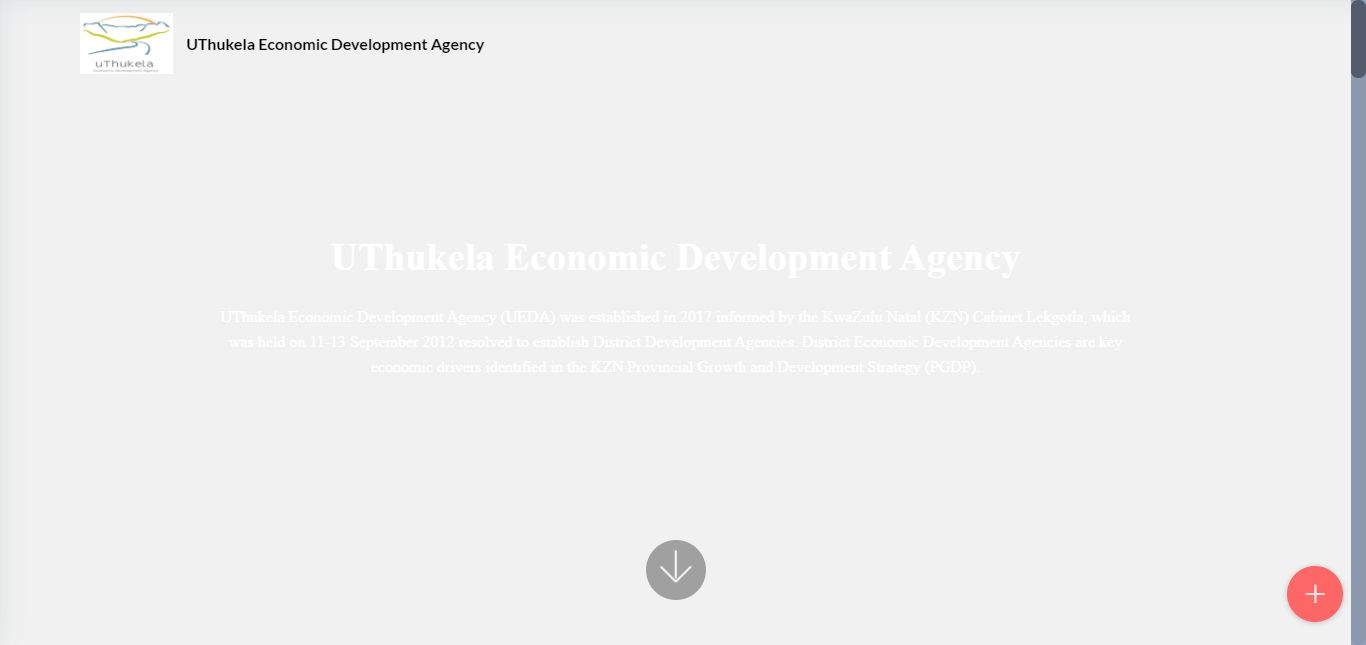 uThukela
Economic Development Agency
UThukela Economic Development Agency
UThukela Economic Development Agency
UThukela Economic Development Agency (UEDA) was established in 2017 informed by the KwaZulu Natal (KZN) Cabinet Lekgotla, which
was held on 11-13 September 2012 resolved to establish District Development Agencies. District Economic Development Agencies are key
economic drivers identified in the KZN Provincial Growth and Development Strategy (PGDP).